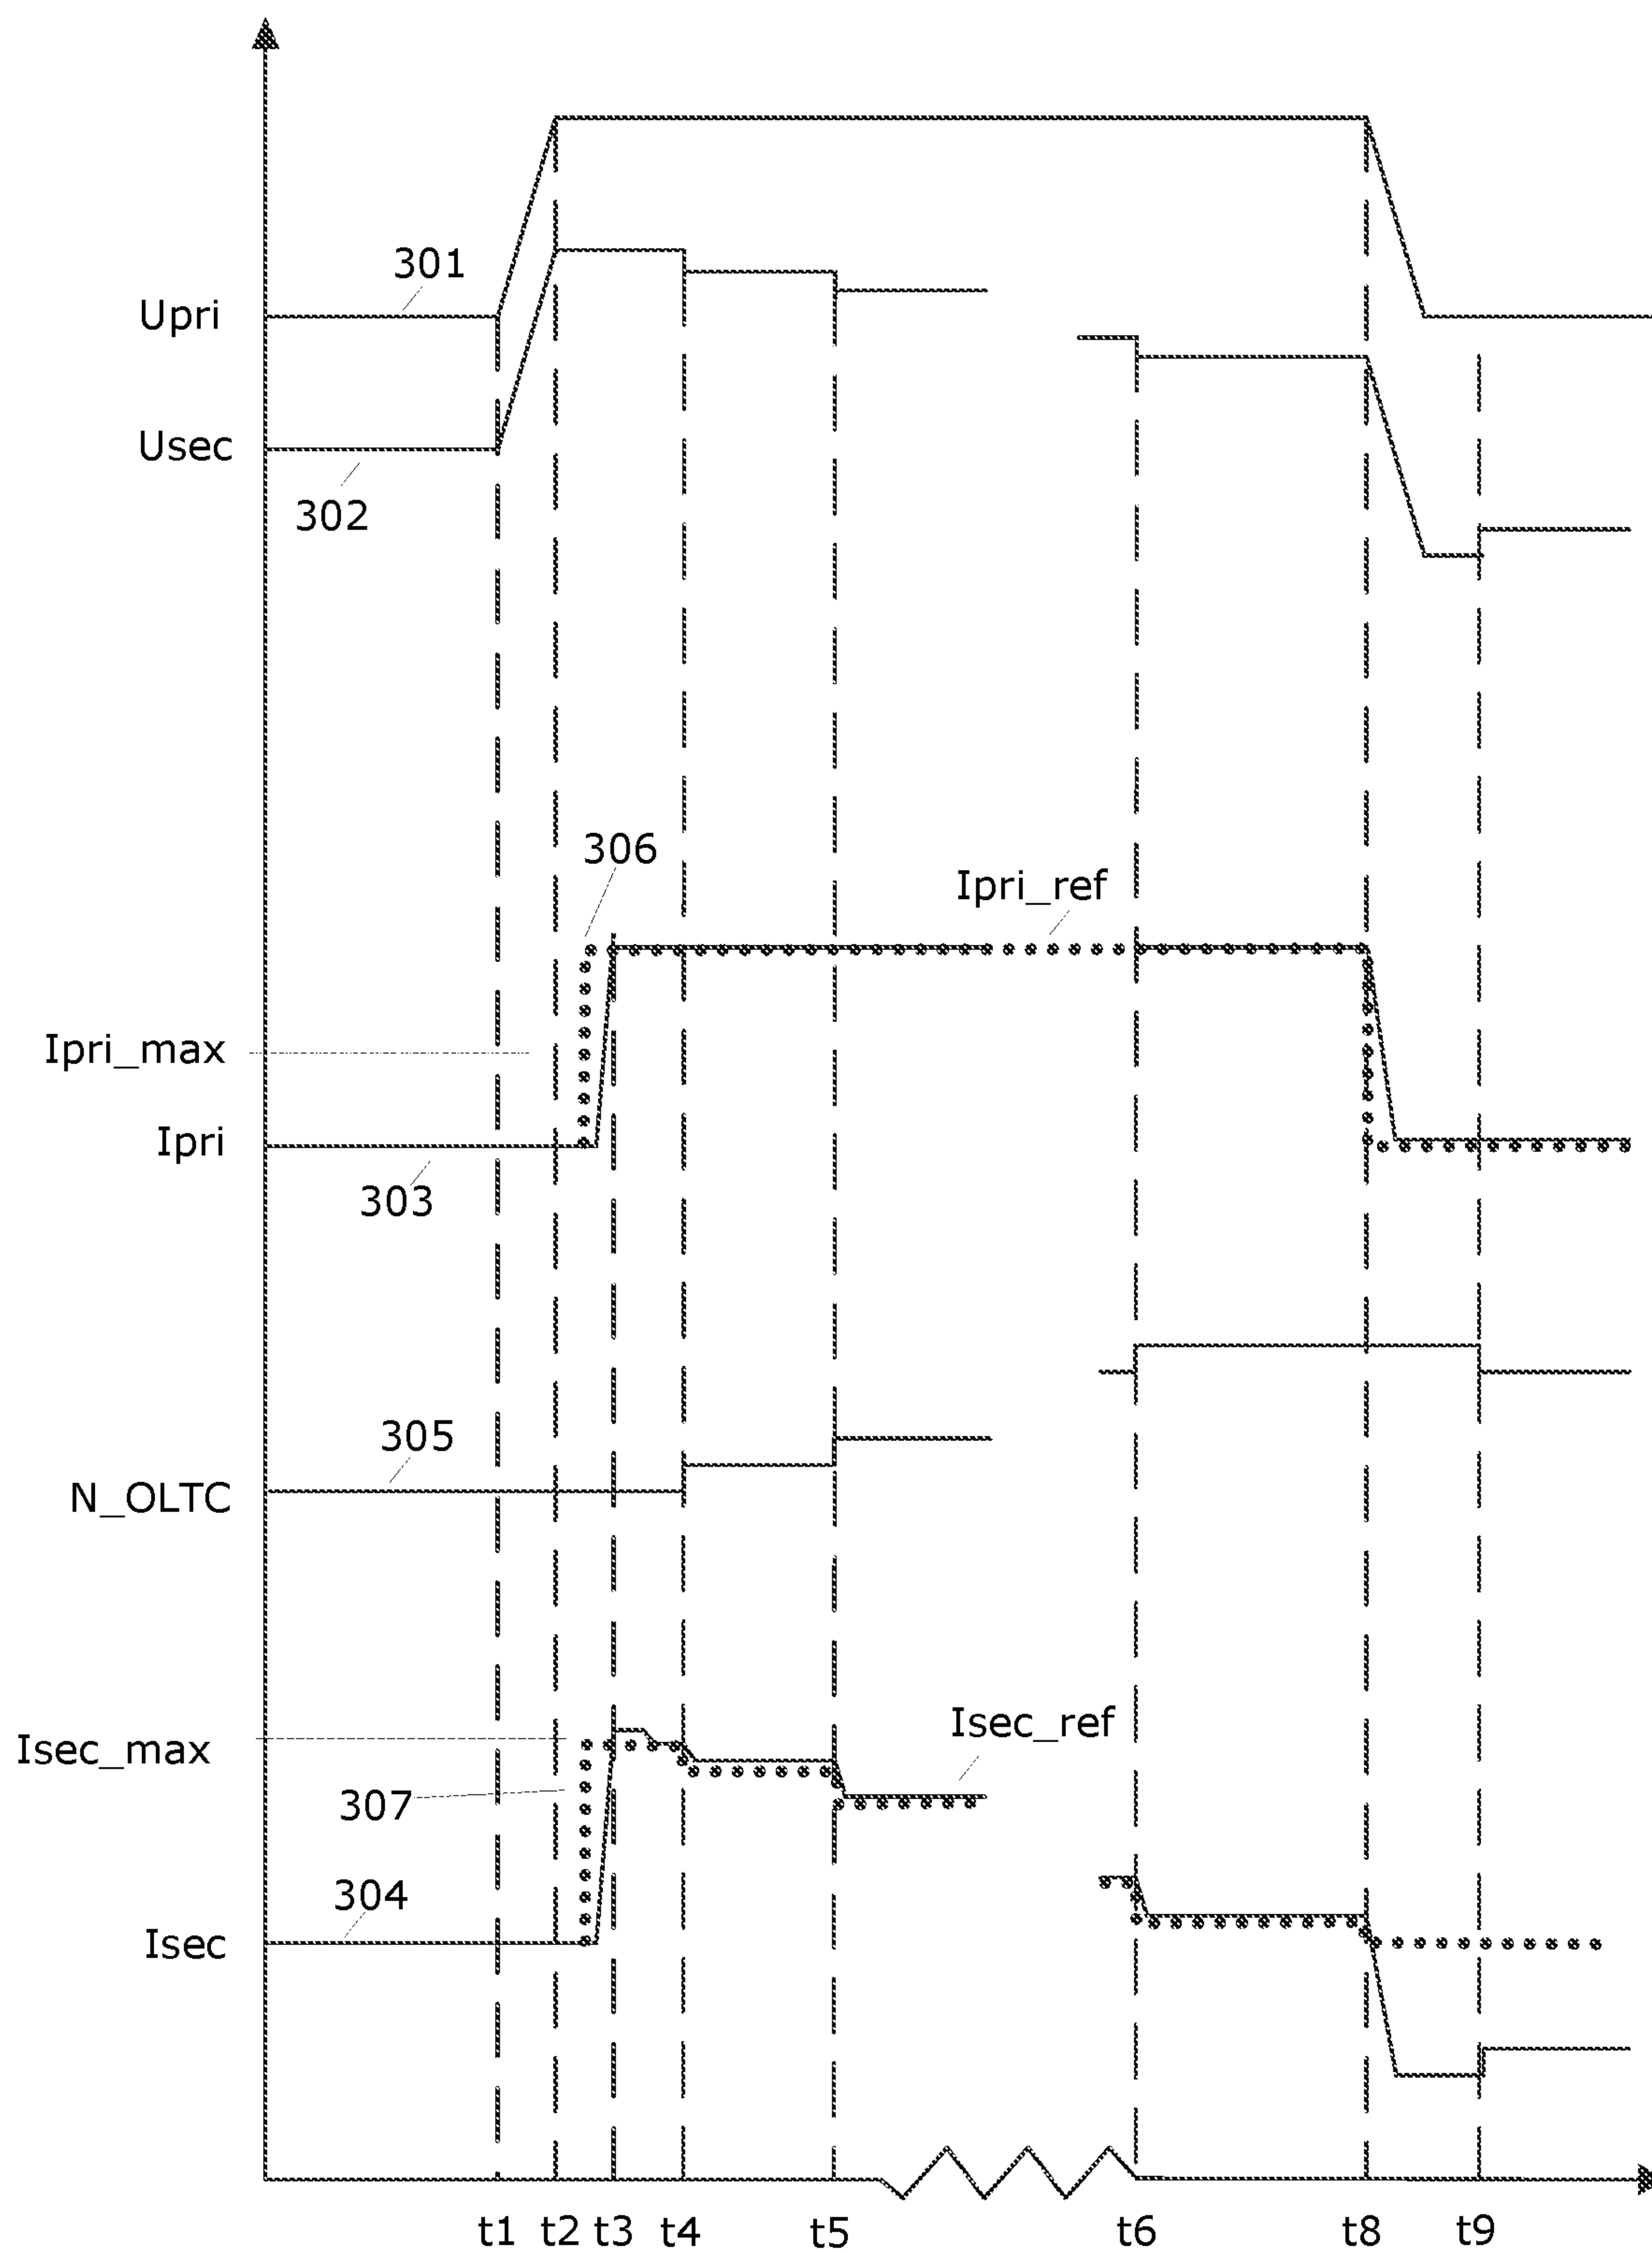 301
Upri
Usec
302
306
Ipri_ref
Ipri_max
Ipri
303
305
N_OLTC
Isec_ref
Isec_max
307
304
Isec
t1 t2 t3 t4 t5 t6 t8 t9